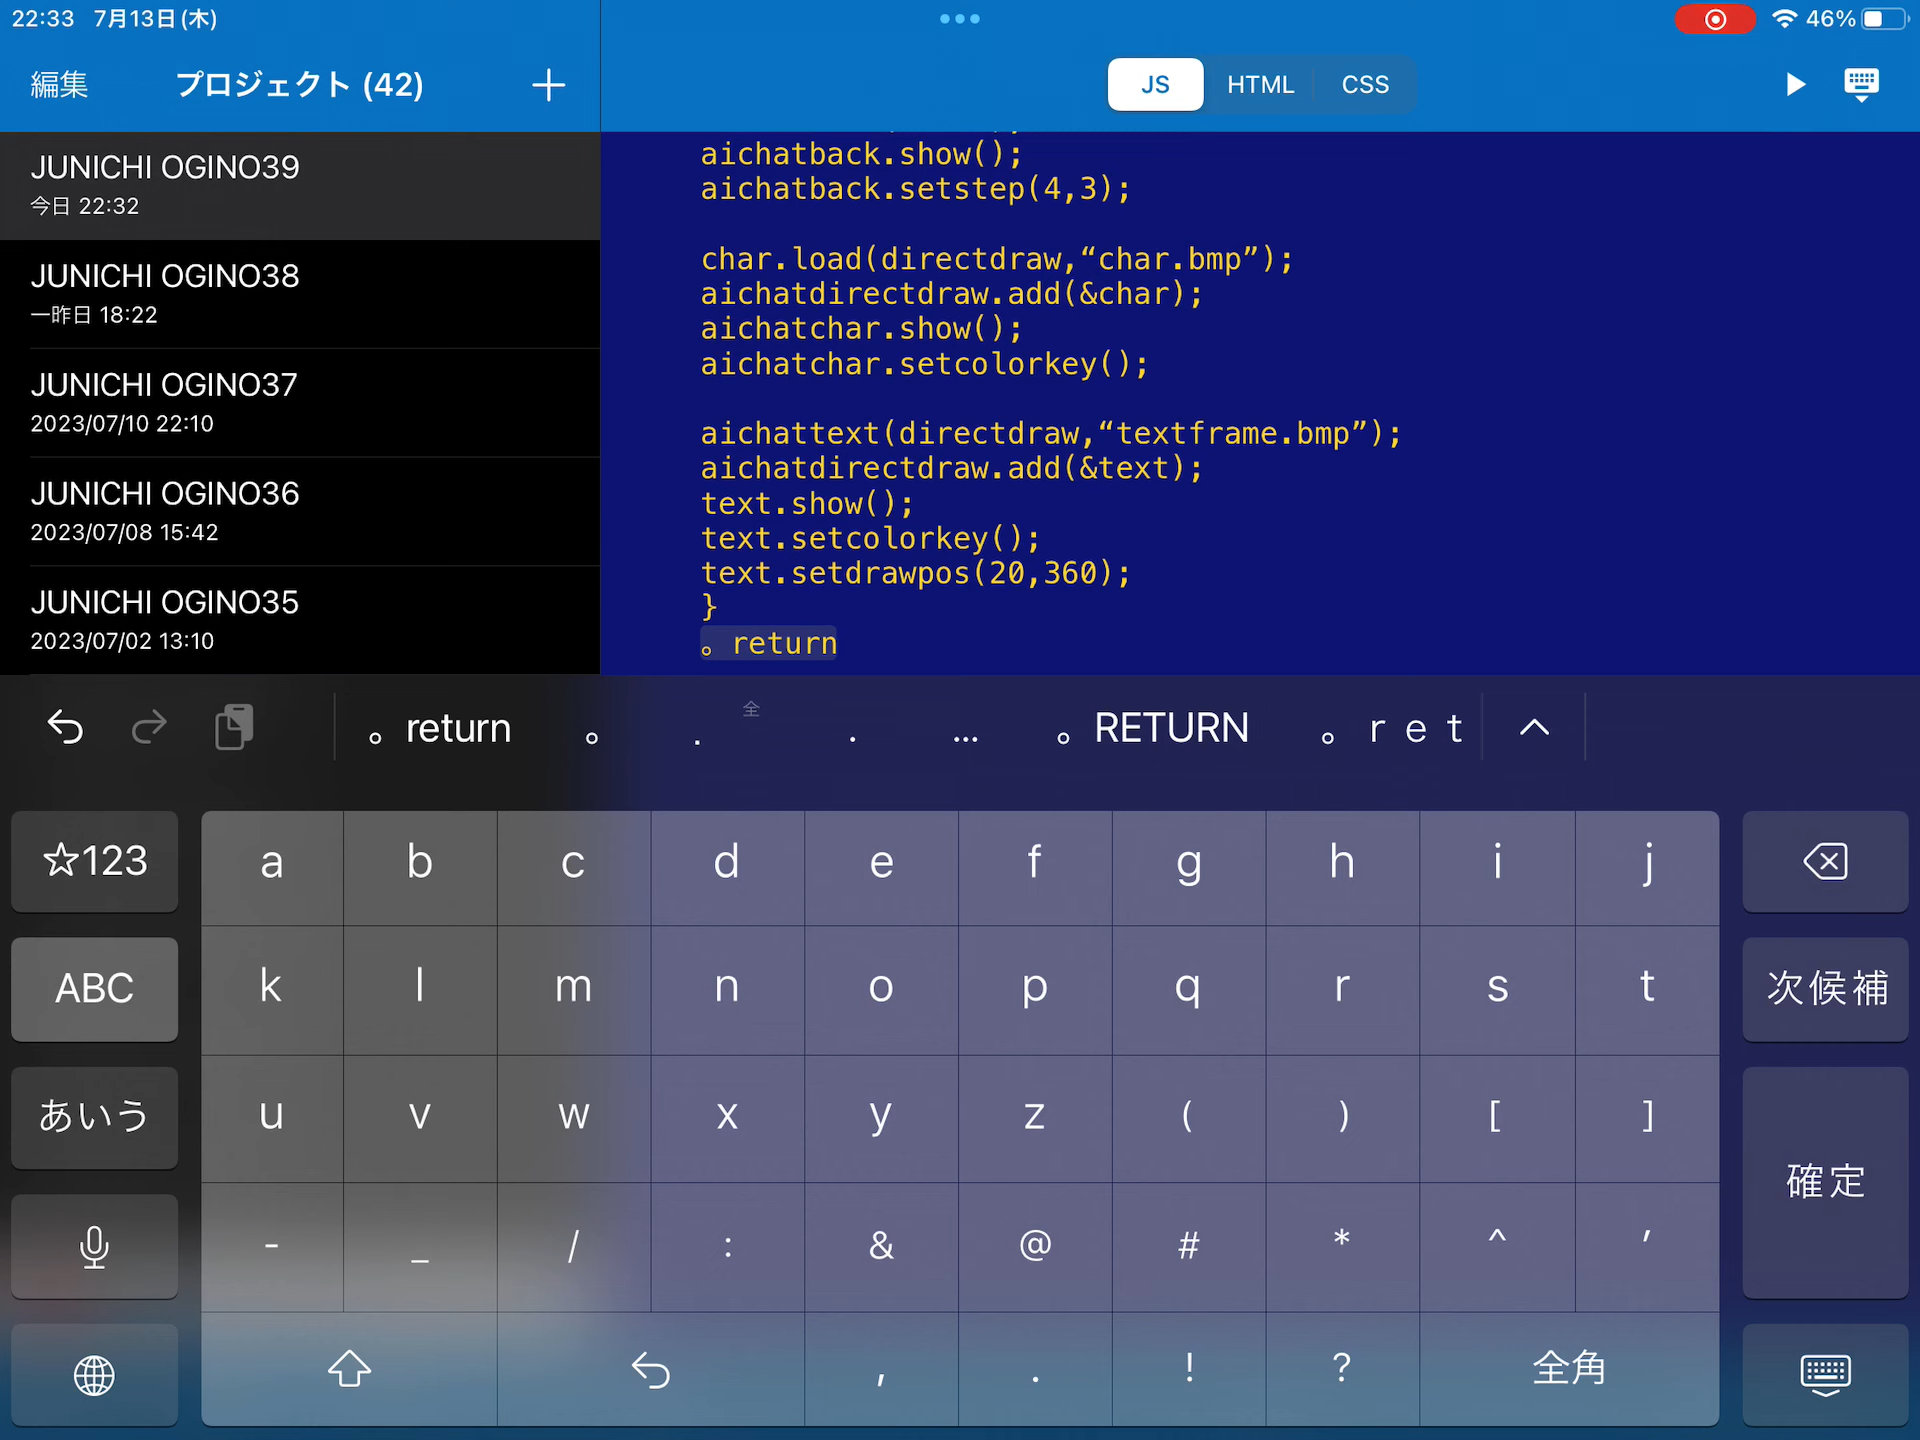 22:33 7月13日(木)
46%
編集 プロジェクト (42)
JS HTML CSS
JUNICHI OGINO39
今日 22:32
JUNICHI OGINO38
一昨日 18:22
JUNICHI OGINO37
2023/07/10 22:10
JUNICHI OGINO36
2023/07/08 15:42
JUNICHI OGINO35
2023/07/02 13:10
aichatback.show();
aichatback.setstep(4,3);
char.load(directdraw,“char.bmp”);
aichatdirectdraw.add(&char);
aichatchar.show();
aichatchar.setcolorkey();
aichattext(directdraw,“textframe.bmp”);
aichatdirectdraw.add(&text);
text.show();
text.setcolorkey();
text.setdrawpos(20,360);
}
。return
。return 。 . 全 . … 。RETURN 。ｒｅｔ
☆123 a b c d e f g h i j
ABC k l m n o p q r s t 次候補
あいう u v w x y z ( ) [ ]
確定
- _ / : & @ # * ^ ′
, . ! ? 全角